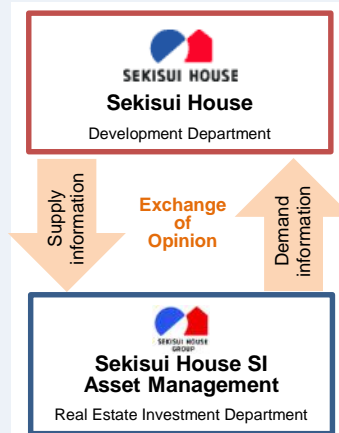 SEKISUI HOUSE
Sekisui House
Development Department
Supply
information
Exchange
of
Opinion
Demand
information
SEKISUI HOUSE
GROUP
Sekisui House SI
Asset Management
Real Estate Investment Department